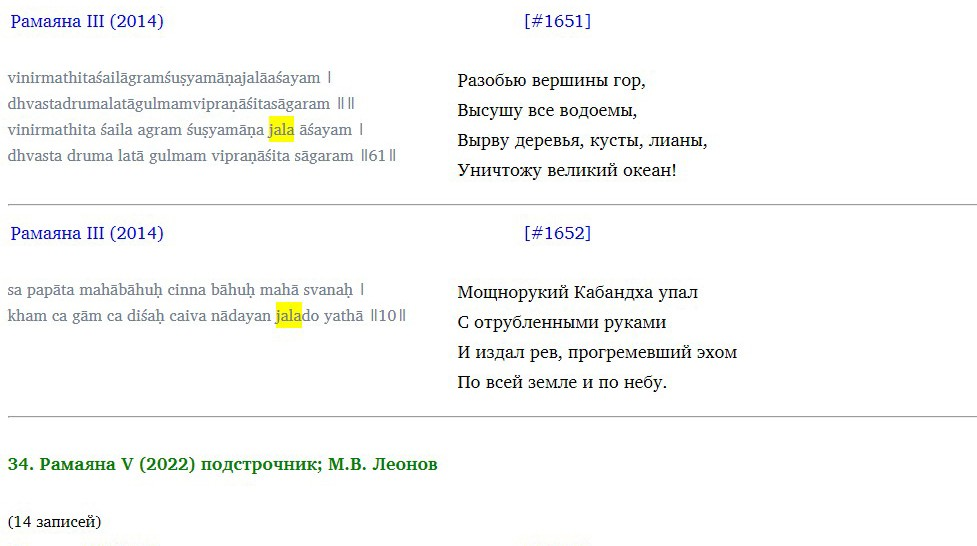 Рамаяна III (2014) [#1651]
vinirmathitaśailāgramśuṣyamāṇajalāaśayam |
dhvastadrumalatāgulmamvipraṇāśitasāgaram ||||
vinirmathita śaila agram śuṣyamāṇa jala āśayam |
dhvasta druma latā gulmam vipraṇāśita sāgaram ||61||
Разобью вершины гор,
Высушу все водоемы,
Вырву деревья, кусты, лианы,
Уничтожу великий океан!
Рамаяна III (2014) [#1652]
sa papāta mahābāhuḥ cinna bāhuḥ mahā svanaḥ |
kham ca gām ca diśaḥ caiva nādayan jalado yathā ||10||
Мощнорукий Кабандха упал
С отрубленными руками
И издал рев, прогремевший эхом
По всей земле и по небу.
34. Рамаяна V (2022) подстрочник; М.В. Леонов
(14 записей)